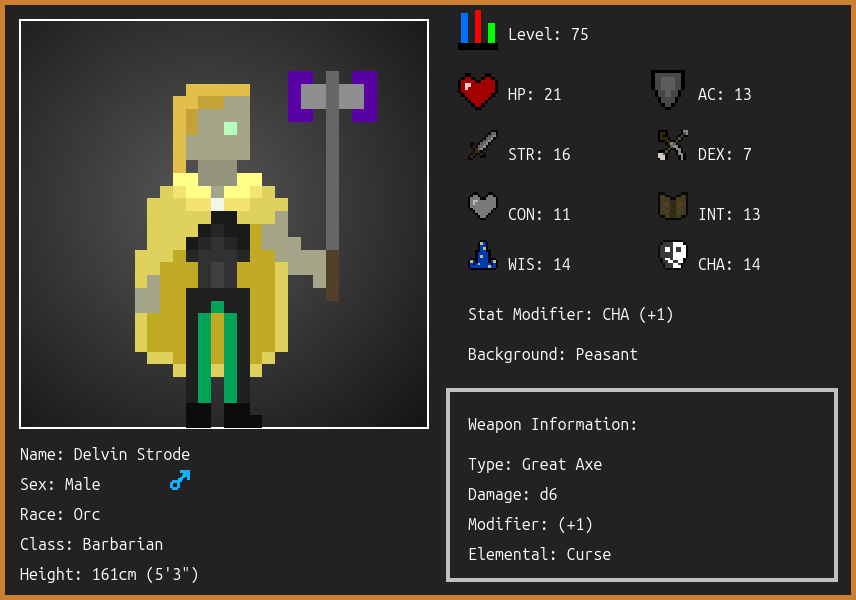 Level: 75
HP: 21
AC: 13
STR: 16
DEX: 7
CON: 11
INT: 13
WIS: 14
CHA: 14
Stat Modifier: CHA (+1)
Background: Peasant
Weapon Information:
Type: Great Axe
Damage: d6
Modifier: (+1)
Elemental: Curse
Name: Delvin Strode
Sex: Male
Race: Orc
Class: Barbarian
Height: 161cm (5'3")